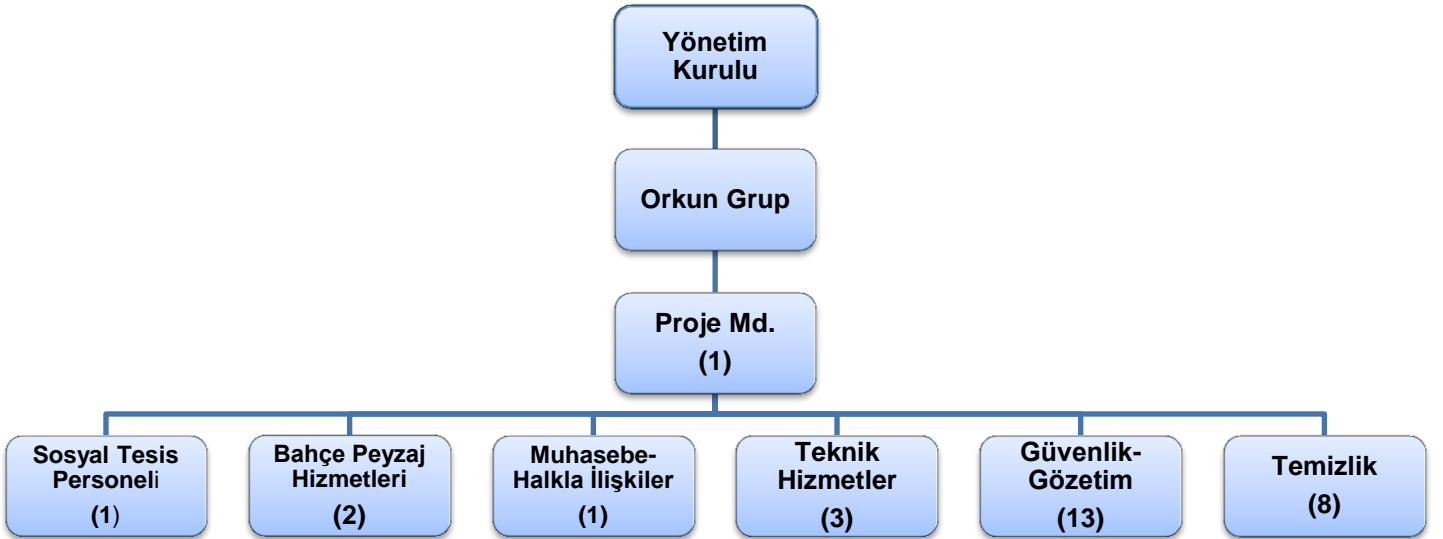 Yönetim
Kurulu
Orkun Grup
Proje Md.
(1)
Sosyal Tesis
Personeli
(1)
Bahçe Peyzaj
Hizmetleri
(2)
Muhasebe-
Halkla İlişkiler
(1)
Teknik
Hizmetler
(3)
Güvenlik-
Gözetim
(13)
Temizlik
(8)